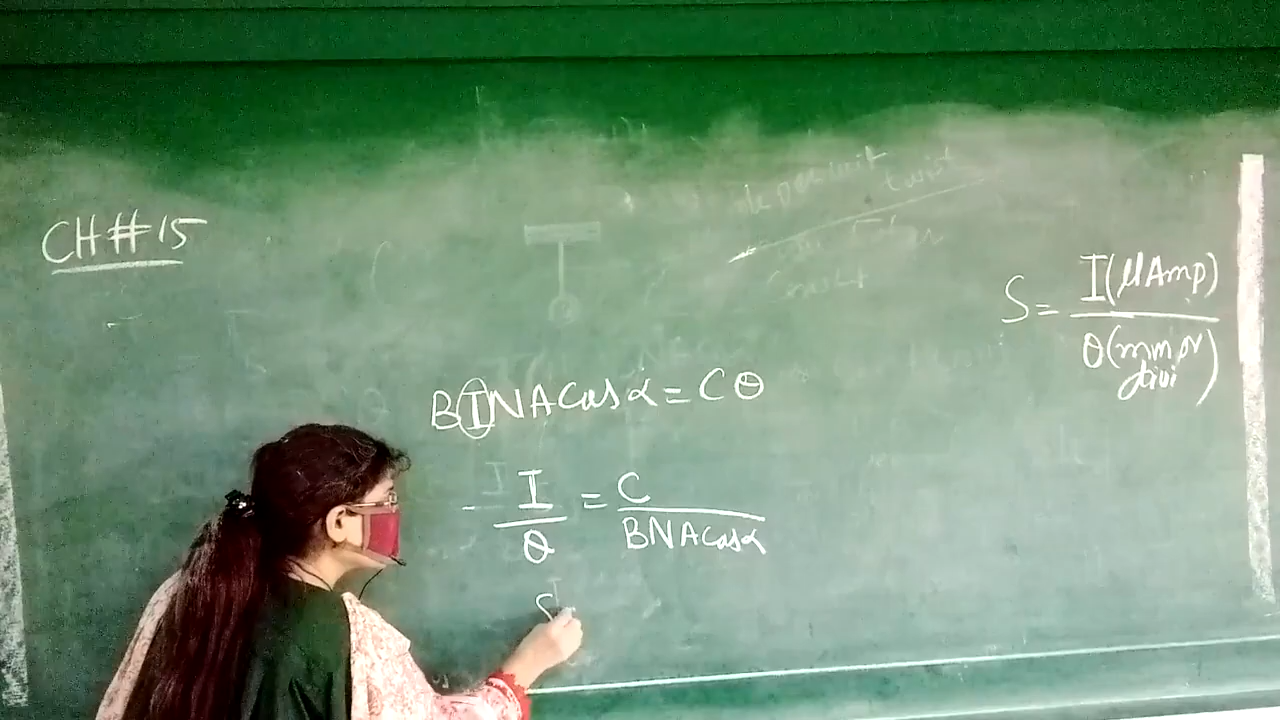 CH#15
S = I(μAmp) / θ(mm or divi)
BINACosα = Cθ
I / θ = C / BNACosα
S